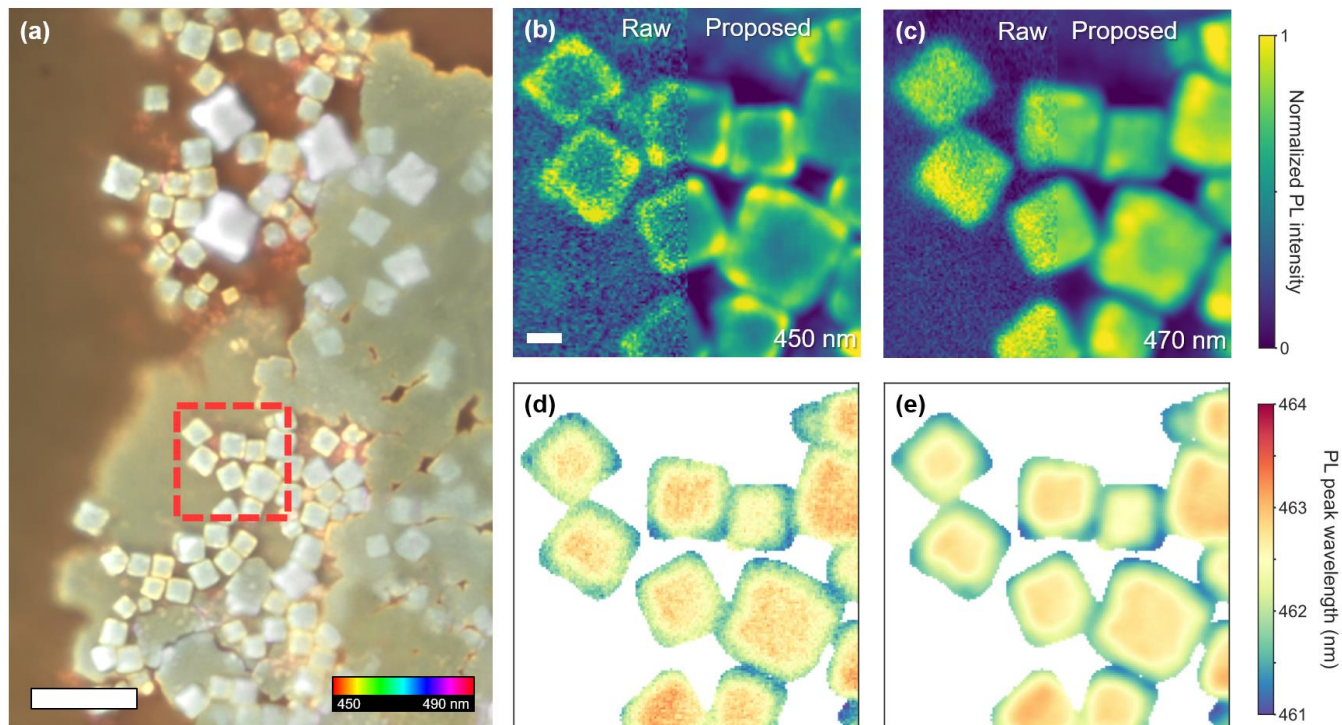 (a)
450
490 nm
(b)
Raw
Proposed
450 nm
(c)
Raw
Proposed
470 nm
1
Normalized PL intensity
0
(d)
(e)
464
463
462
461
PL peak wavelength (nm)